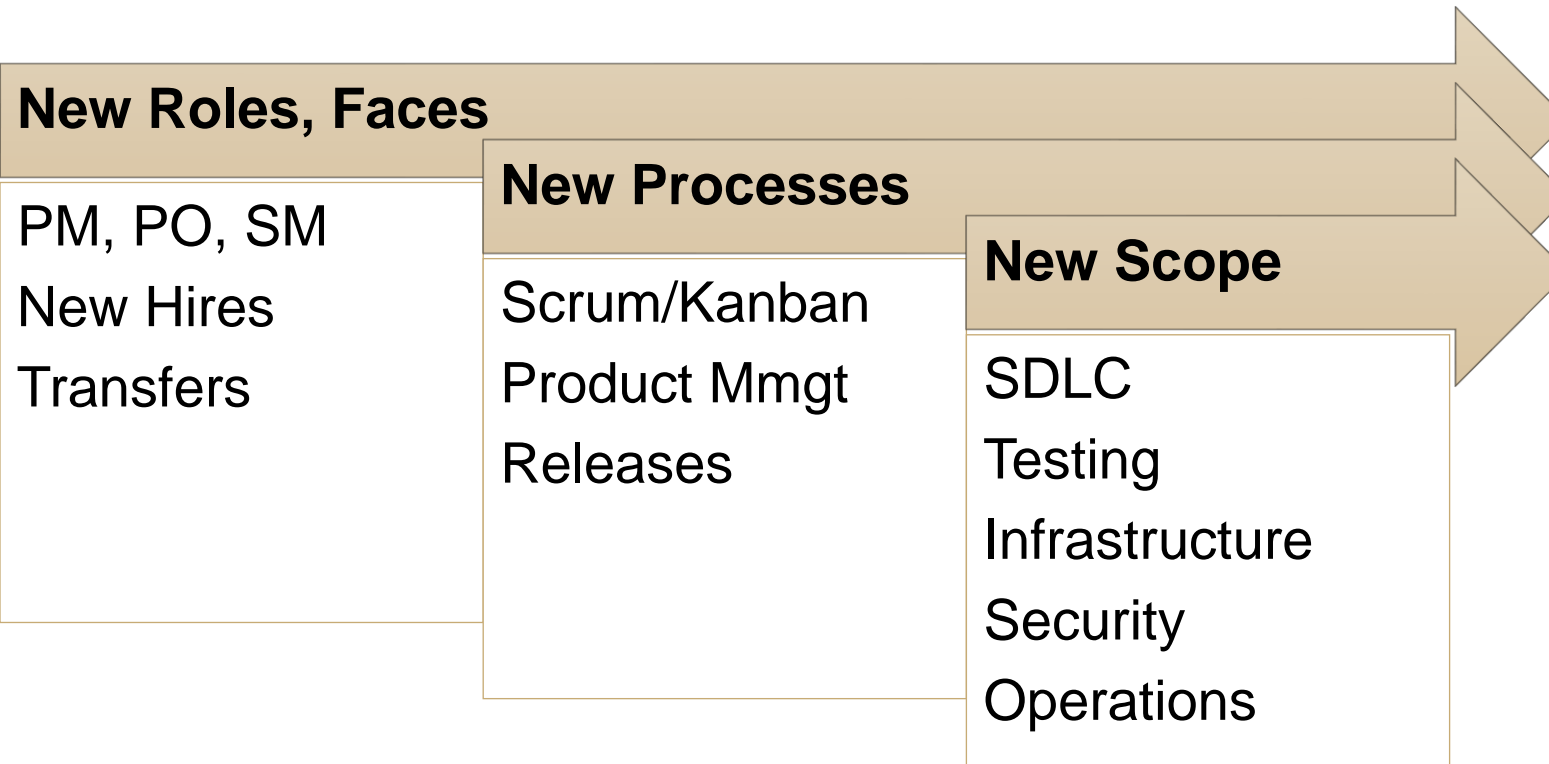 New Roles, Faces
PM, PO, SM
New Hires
Transfers
New Processes
Scrum/Kanban
Product Mmgt
Releases
New Scope
SDLC
Testing
Infrastructure
Security
Operations